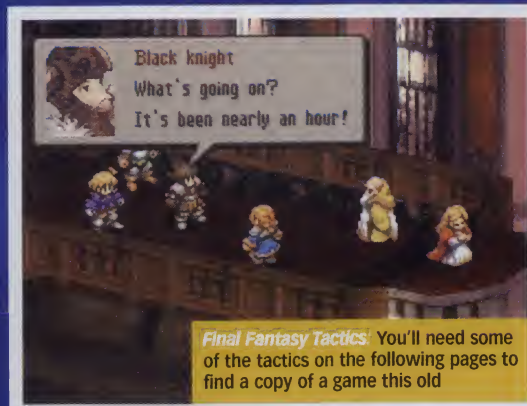 Black knight
What's going on?
It's been nearly an hour!
Final Fantasy Tactics: You'll need some
of the tactics on the following pages to
find a copy of a game this old